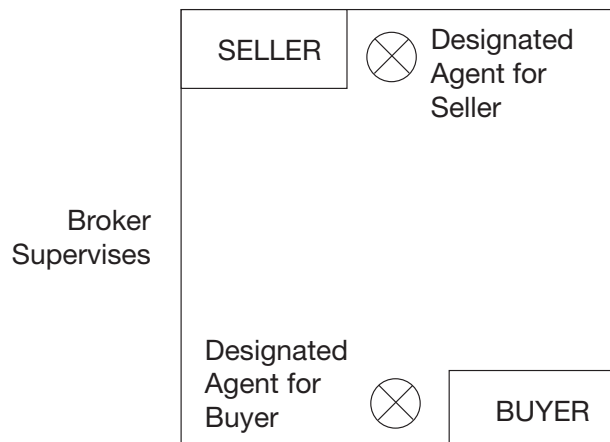 SELLER
Designated
Agent for
Seller
Broker
Supervises
Designated
Agent for
Buyer
BUYER